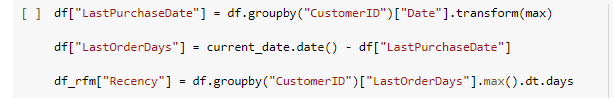 [ ] df["LastPurchaseDate"] = df.groupby("CustomerID")["Date"].transform(max)
df["LastOrderDays"] = current_date.date() - df["LastPurchaseDate"]
df_rfm["Recency"] = df.groupby("CustomerID")["LastOrderDays"].max().dt.days